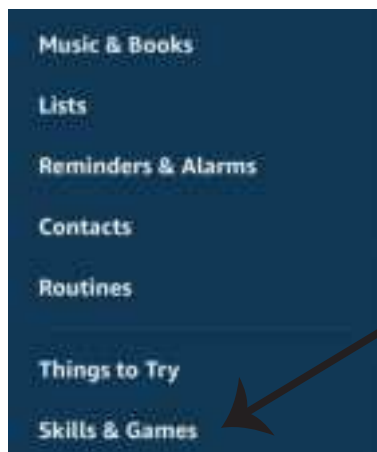 Music & Books
Lists
Reminders & Alarms
Contacts
Routines
Things to Try
Skills & Games